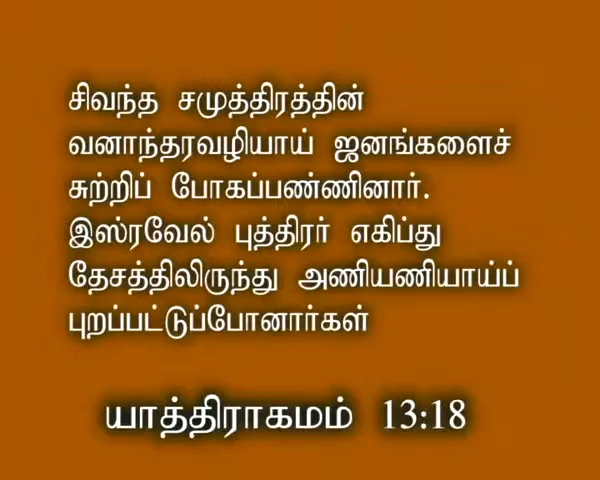 சிவந்த சமுத்திரத்தின்
வனாந்தரவழியாய் ஜனங்களைச்
சுற்றிப் போகப்பண்ணினார்.
இஸ்ரவேல் புத்திரர் எகிப்து
தேசத்திலிருந்து அணியணியாய்ப்
புறப்பட்டுப்போனார்கள்
யாத்திராகமம் 13:18